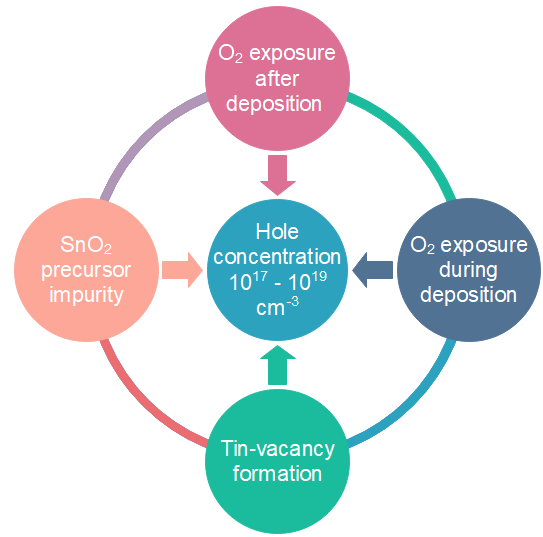 O₂ exposure
after
deposition
SnO₂
precursor
impurity
Hole
concentration
10¹⁷ - 10¹⁹
cm⁻³
O₂ exposure
during
deposition
Tin-vacancy
formation